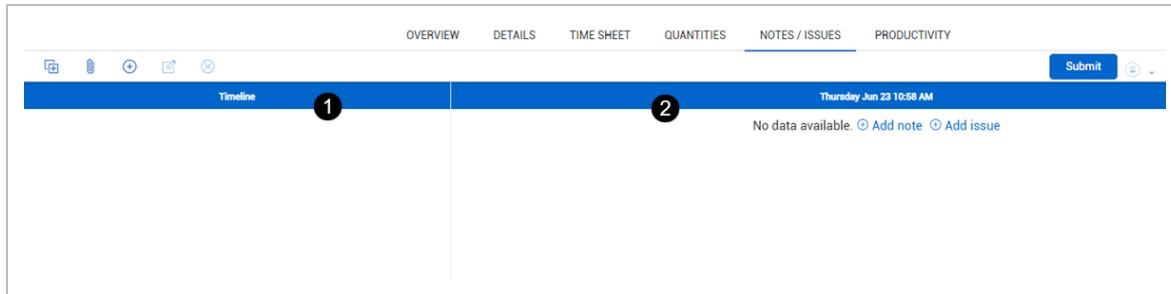 OVERVIEW DETAILS TIME SHEET QUANTITIES NOTES / ISSUES PRODUCTIVITY
Submit
Timeline 1 2 Thursday Jun 23 10:58 AM
No data available. Add note Add issue